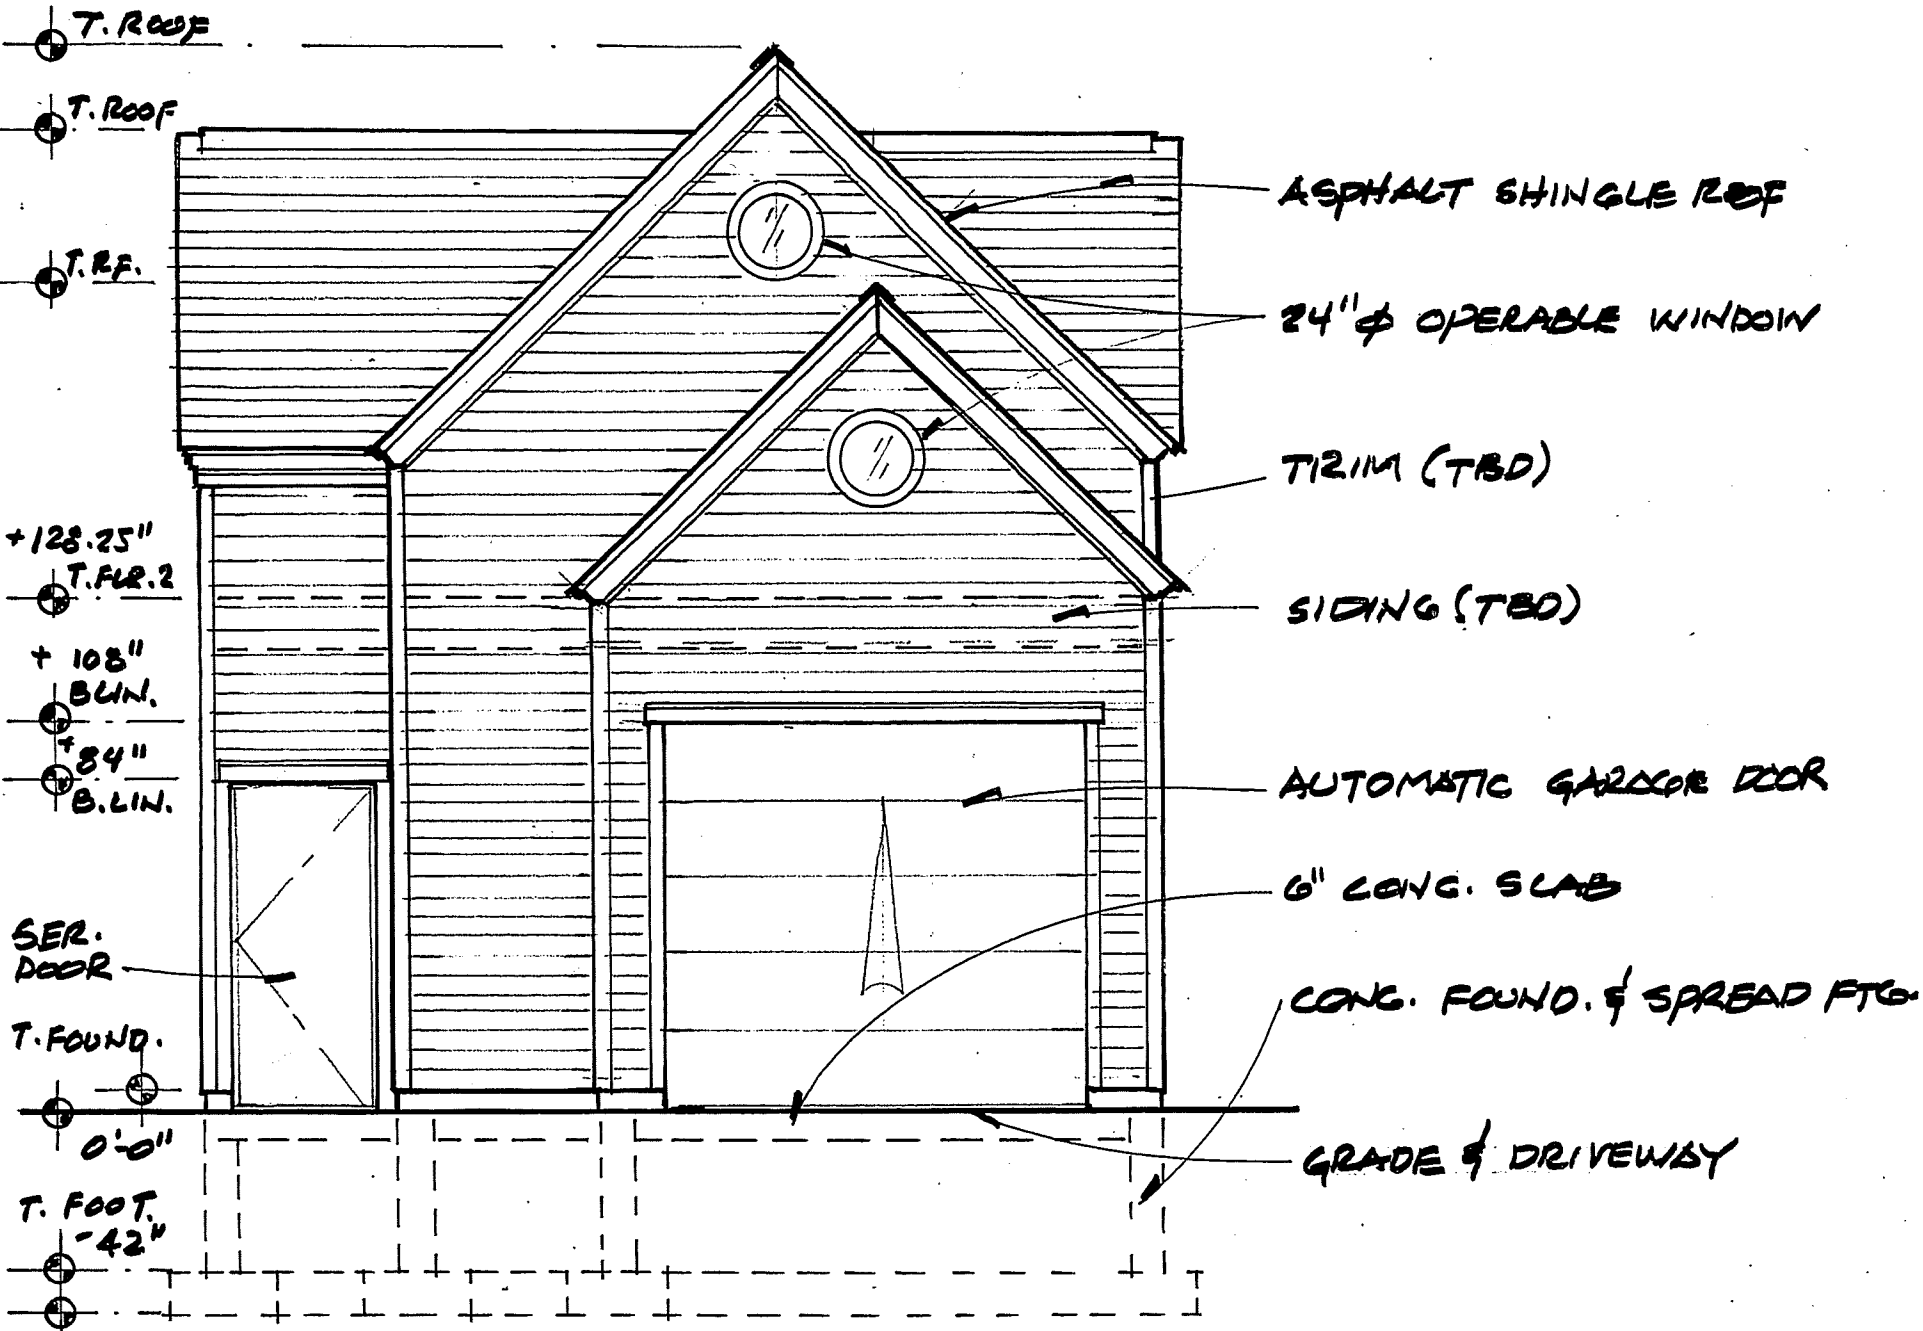 T. ROOF
T. ROOF
ASPHALT SHINGLE ROOF
T. RF.
24"⌀ OPERABLE WINDOW
TRIM (TBD)
+128.25"
T. FLR. 2
SIDING (TBD)
+ 108"
B LIN.
+84"
B. LIN.
AUTOMATIC GARAGE DOOR
6" CONC. SLAB
SER.
DOOR
CONC. FOUND. & SPREAD FTG.
T. FOUND.
0'-0"
GRADE & DRIVEWAY
T. FOOT.
-42"